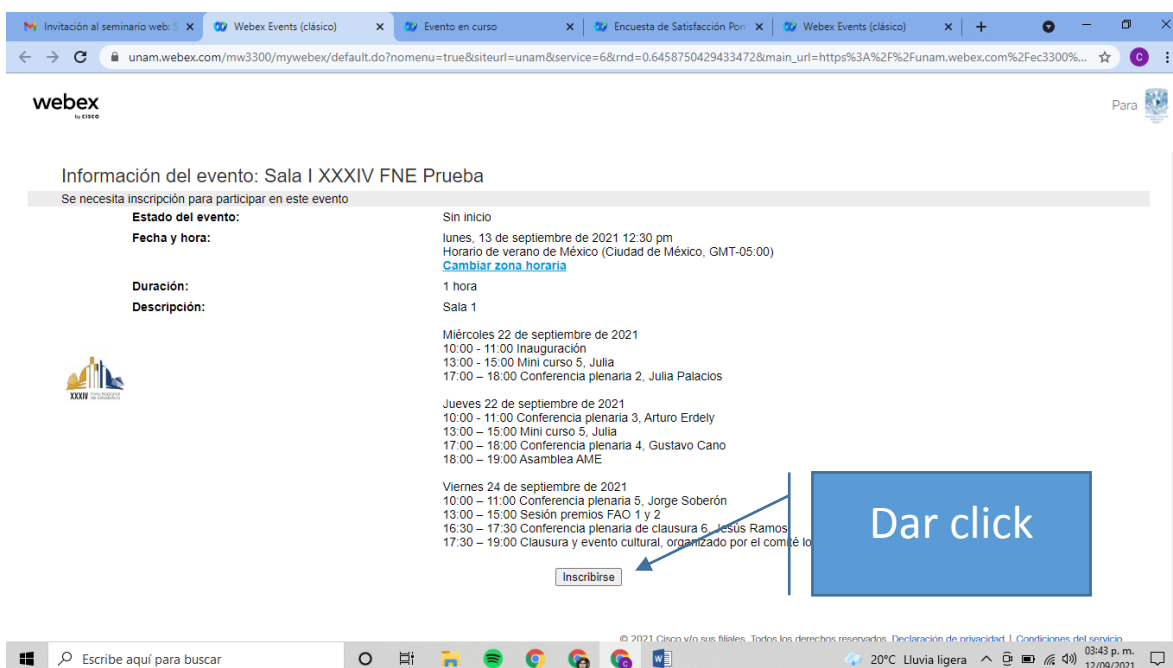 Invitación al seminario web: S
Webex Events (clásico)
Evento en curso
Encuesta de Satisfacción Pon
Webex Events (clásico)
unam.webex.com/mw3300/mywebex/default.do?nomenu=true&siteurl=unam&service=6&rnd=0.6458750429433472&main_url=https%3A%2F%2Funam.webex.com%2Fec3300%...
C
webex
by CISCO
Para
Información del evento: Sala I XXXIV FNE Prueba
Se necesita inscripción para participar en este evento
Estado del evento: Sin inicio
Fecha y hora: lunes, 13 de septiembre de 2021 12:30 pm
Horario de verano de México (Ciudad de México, GMT-05:00)
Cambiar zona horaria
Duración: 1 hora
Descripción: Sala 1
Miércoles 22 de septiembre de 2021
10:00 - 11:00 Inauguración
13:00 - 15:00 Mini curso 5, Julia
17:00 – 18:00 Conferencia plenaria 2, Julia Palacios
Jueves 22 de septiembre de 2021
10:00 - 11:00 Conferencia plenaria 3, Arturo Erdely
13:00 – 15:00 Mini curso 5, Julia
17:00 – 18:00 Conferencia plenaria 4, Gustavo Cano
18:00 – 19:00 Asamblea AME
XXXIV
Viernes 24 de septiembre de 2021
10:00 – 11:00 Conferencia plenaria 5, Jorge Soberón
13:00 – 15:00 Sesión premios FAO 1 y 2
16:30 – 17:30 Conferencia plenaria de clausura 6, Jesús Ramos
17:30 – 19:00 Clausura y evento cultural, organizado por el comité lo
Dar click
Inscribirse
© 2021 Cisco y/o sus filiales. Todos los derechos reservados. Declaración de privacidad | Condiciones del servicio
Escribe aquí para buscar
20°C Lluvia ligera
03:43 p. m.
12/09/2021